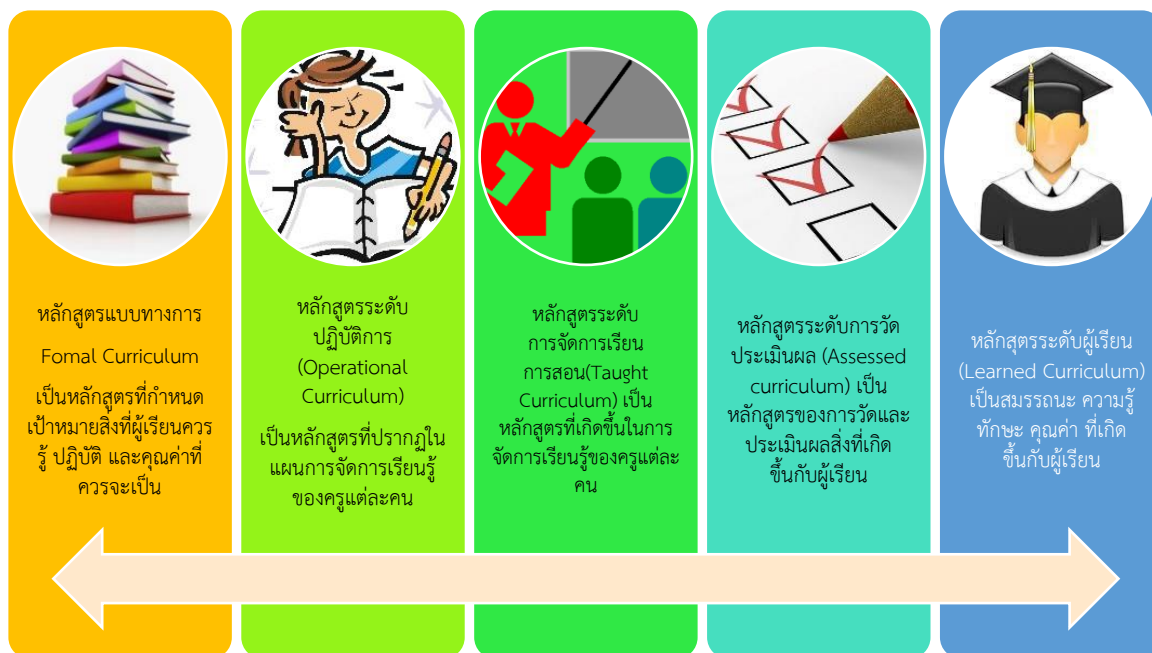 หลักสูตรแบบทางการ
Fomal Curriculum
เป็นหลักสูตรที่กำหนด
เป้าหมายสิ่งที่ผู้เรียนควร
รู้ ปฏิบัติ และคุณค่าที่
ควรจะเป็น
หลักสูตรระดับ
ปฏิบัติการ
(Operational
Curriculum)
เป็นหลักสูตรที่ปรากฏใน
แผนการจัดการเรียนรู้
ของครูแต่ละคน
หลักสูตรระดับ
การจัดการเรียน
การสอน(Taught
Curriculum) เป็น
หลักสูตรที่เกิดขึ้นในการ
จัดการเรียนรู้ของครูแต่ละ
คน
หลักสูตรระดับการวัด
ประเมินผล (Assessed
curriculum) เป็น
หลักสูตรของการวัดและ
ประเมินผลสิ่งที่เกิด
ขึ้นกับผู้เรียน
หลักสุตรระดับผู้เรียน
(Learned Curriculum)
เป็นสมรรถนะ ความรู้
ทักษะ คุณค่า ที่เกิด
ขึ้นกับผู้เรียน